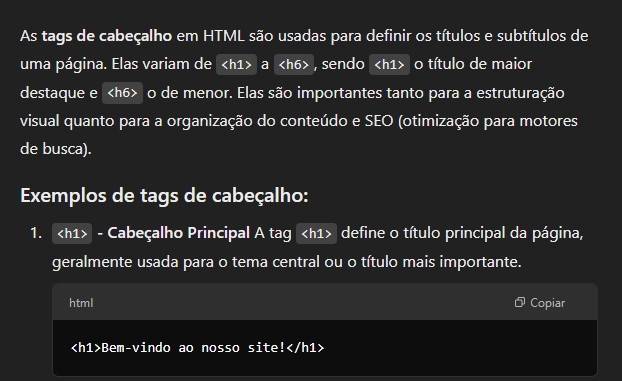 As tags de cabeçalho em HTML são usadas para definir os títulos e subtítulos de
uma página. Elas variam de <h1> a <h6>, sendo <h1> o título de maior
destaque e <h6> o de menor. Elas são importantes tanto para a estruturação
visual quanto para a organização do conteúdo e SEO (otimização para motores
de busca).
Exemplos de tags de cabeçalho:
1. <h1> - Cabeçalho Principal A tag <h1> define o título principal da página,
geralmente usada para o tema central ou o título mais importante.
html Copiar
<h1>Bem-vindo ao nosso site!</h1>